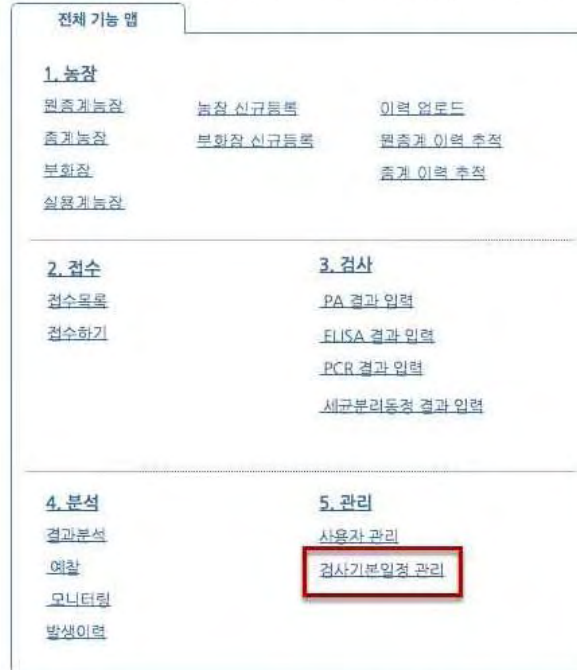 전체 기능 맵
1. 농장
원종계농장 농장 신규등록 이력 업로드
종계농장 부화장 신규등록 원종계 이력 추적
부화장 종계 이력 추적
실용계농장
2. 접수
접수목록
접수하기
3. 검사
PA 결과 입력
ELISA 결과 입력
PCR 결과 입력
세균분리동정 결과 입력
4. 분석
결과분석
예찰
모니터링
발생이력
5. 관리
사용자 관리
검사기본일정 관리